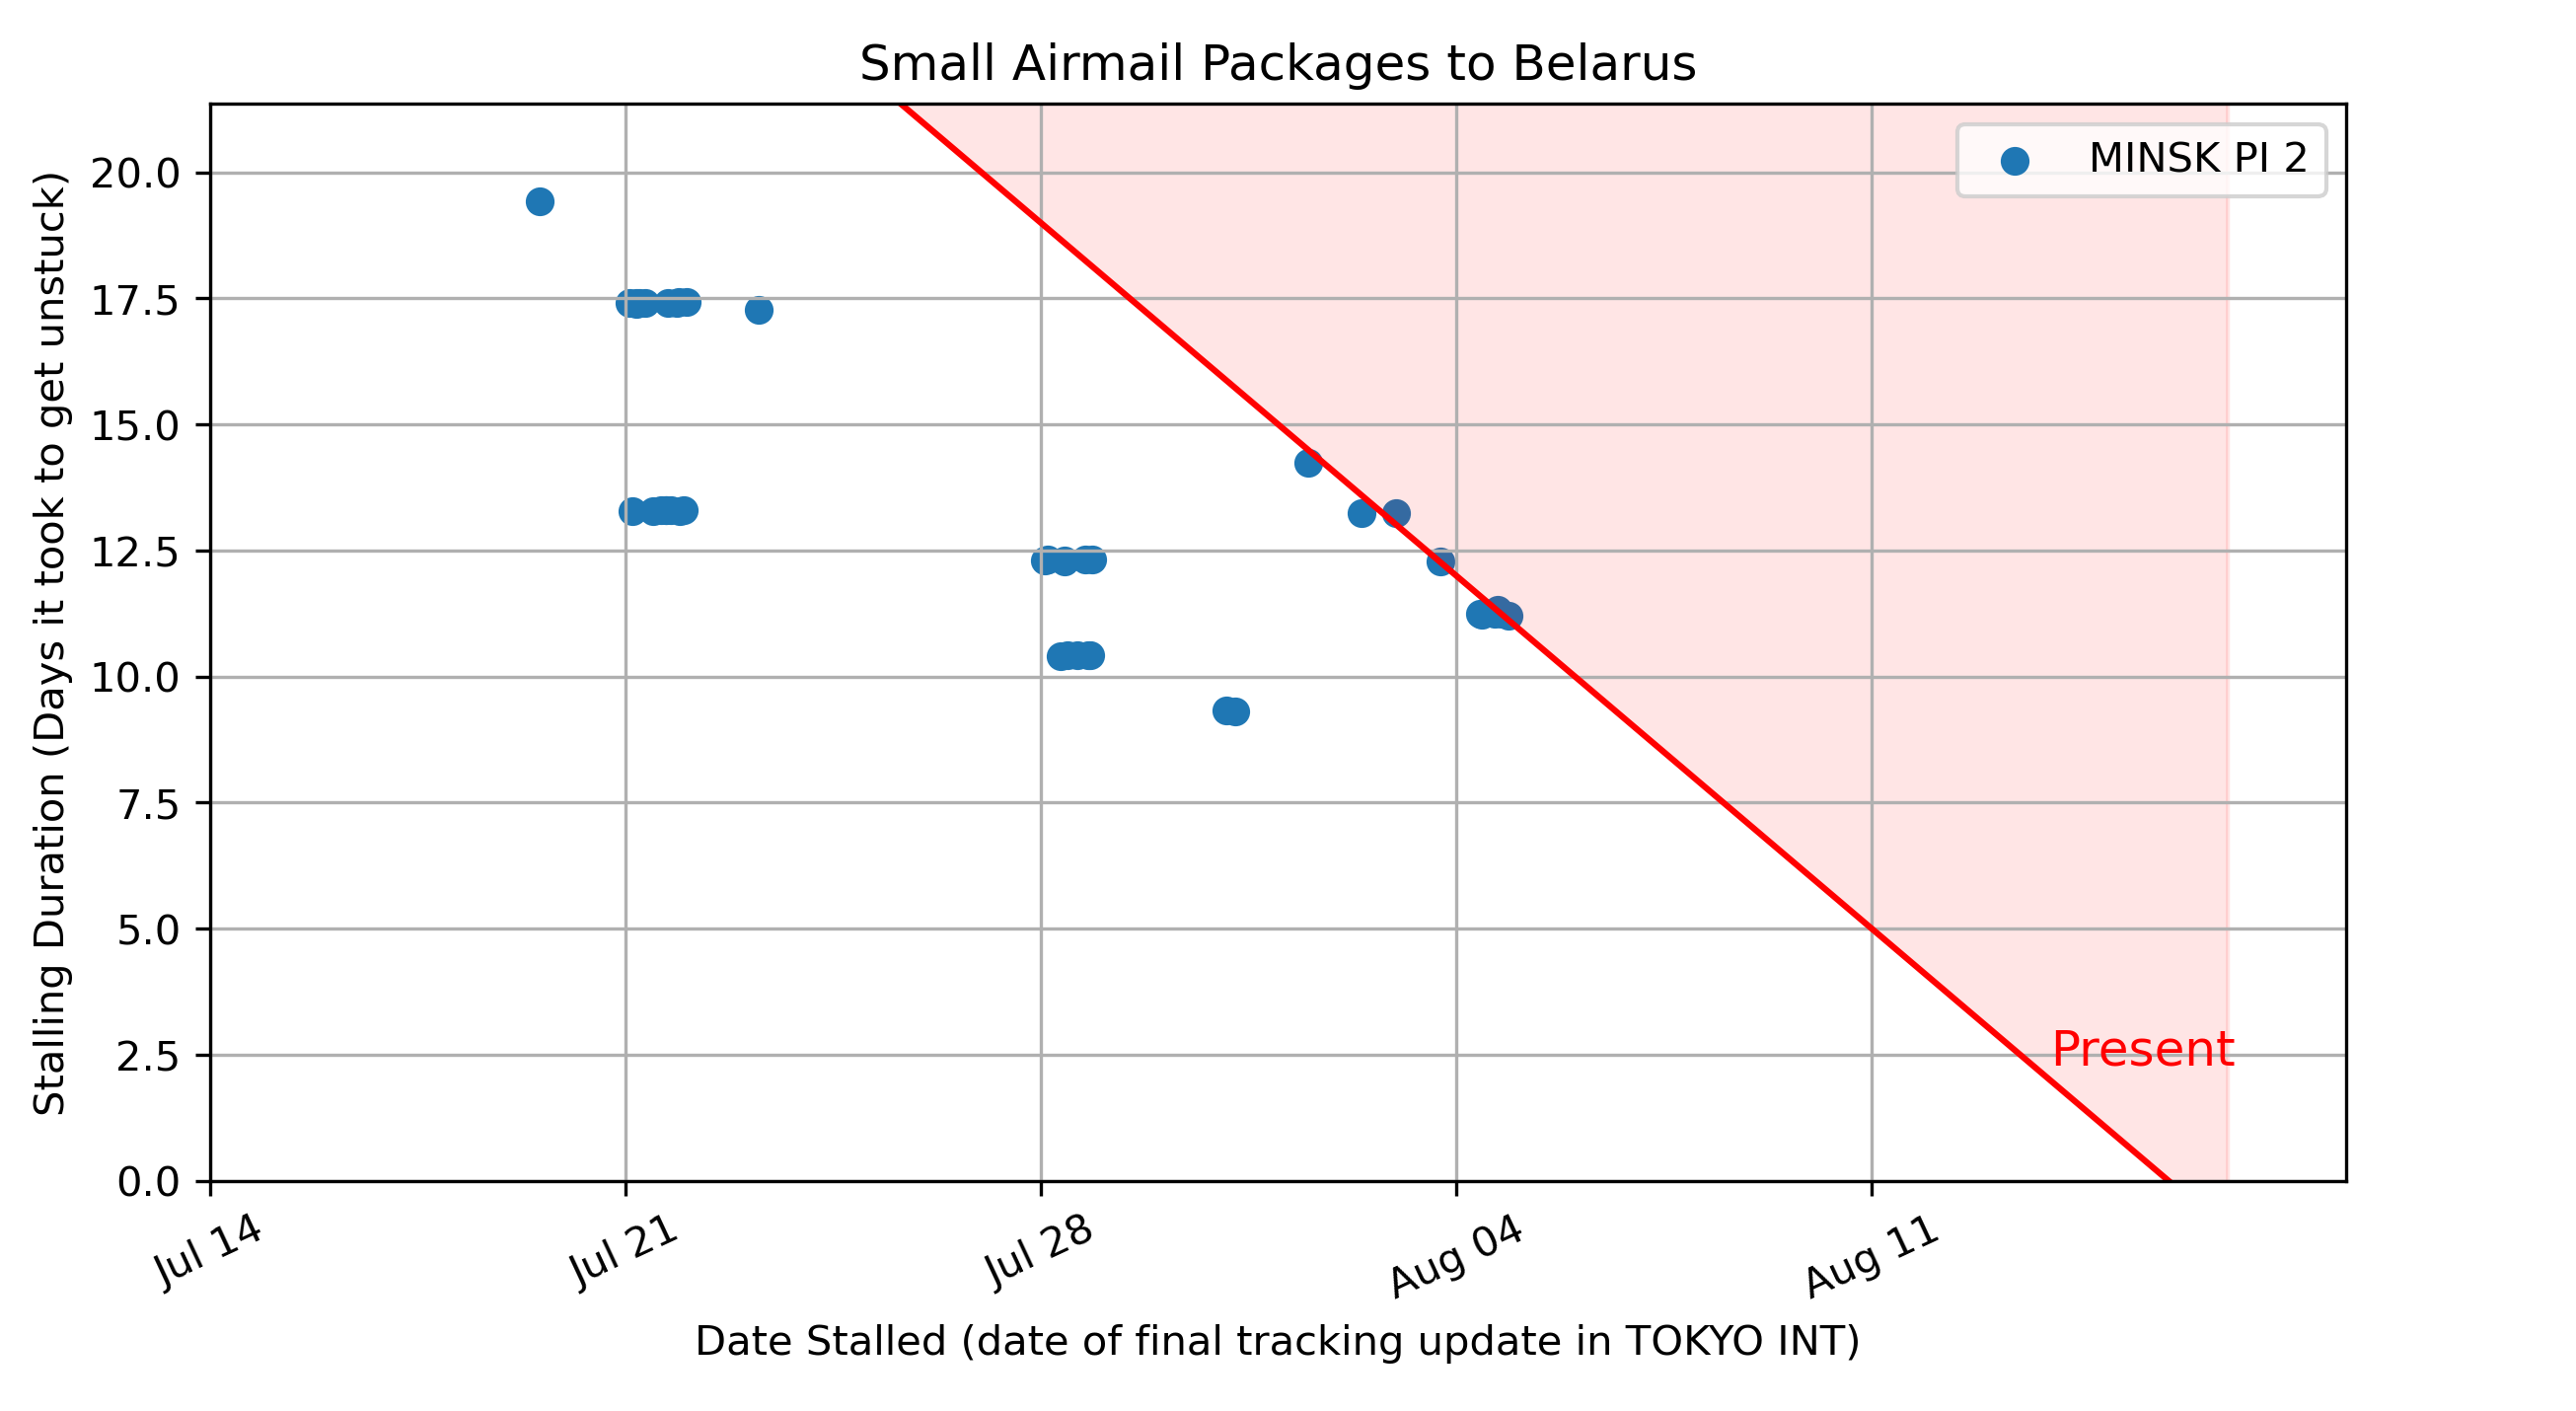 Small Airmail Packages to Belarus
MINSK PI 2
Stalling Duration (Days it took to get unstuck)
20.0
17.5
15.0
12.5
10.0
7.5
5.0
2.5
0.0
Present
Jul 14
Jul 21
Jul 28
Aug 04
Aug 11
Date Stalled (date of final tracking update in TOKYO INT)